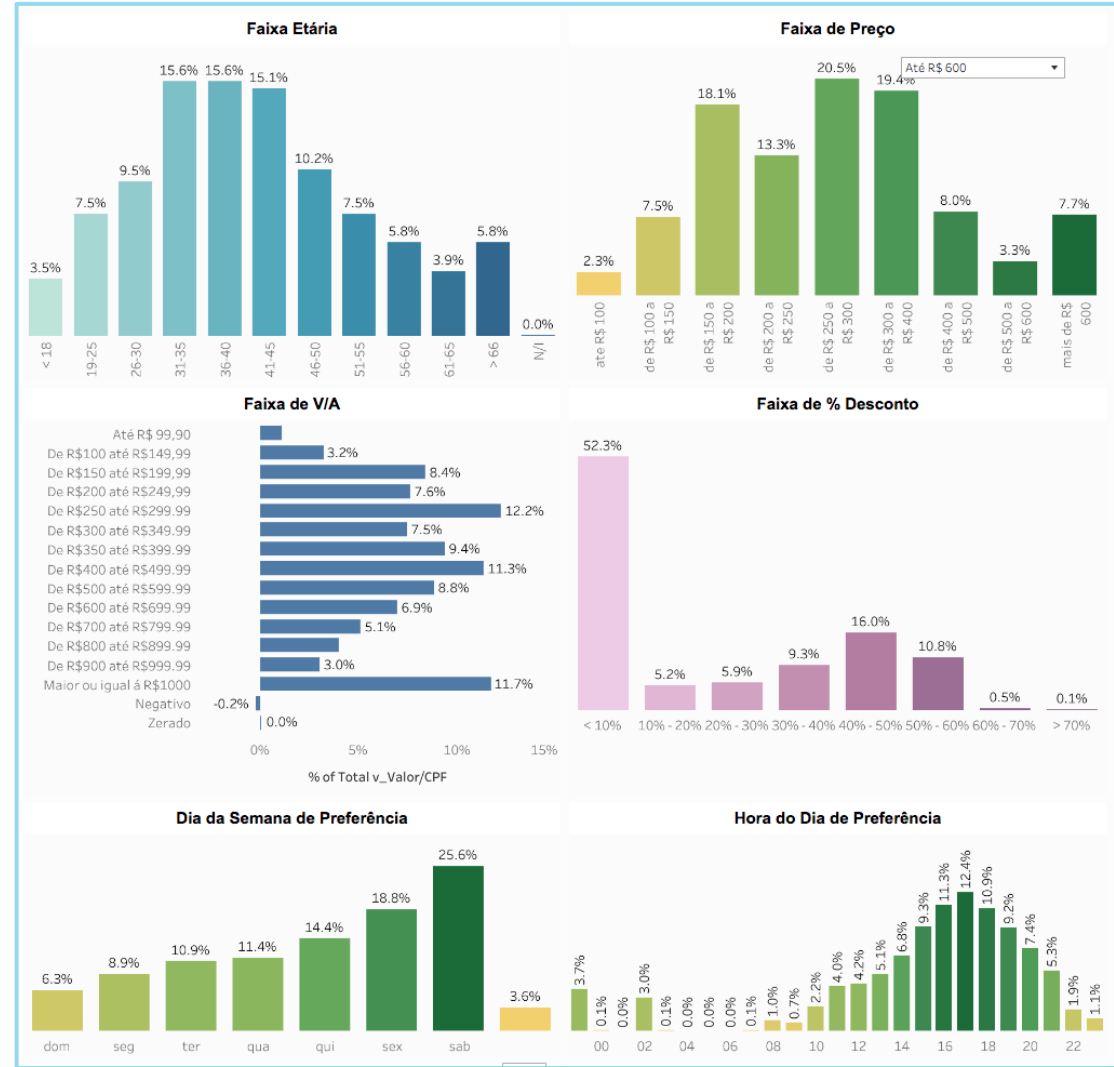 Faixa Etária
3.5%
7.5%
9.5%
15.6%
15.6%
15.1%
10.2%
7.5%
5.8%
3.9%
5.8%
0.0%
< 18
19-25
26-30
31-35
36-40
41-45
46-50
51-55
56-60
61-65
> 66
N/I
Faixa de Preço
Até R$ 600
2.3%
7.5%
18.1%
13.3%
20.5%
19.4%
8.0%
3.3%
7.7%
ate R$ 100
de R$ 100 a
R$ 150
de R$ 150 a
R$ 200
de R$ 200 a
R$ 250
de R$ 250 a
R$ 300
de R$ 300 a
R$ 400
de R$ 400 a
R$ 500
de R$ 500 a
R$ 600
mais de R$
600
Faixa de V/A
Até R$ 99,90
De R$100 até R$149,99 3.2%
De R$150 até R$199,99 8.4%
De R$200 até R$249,99 7.6%
De R$250 até R$299.99 12.2%
De R$300 até R$349.99 7.5%
De R$350 até R$399.99 9.4%
De R$400 até R$499.99 11.3%
De R$500 até R$599.99 8.8%
De R$600 até R$699.99 6.9%
De R$700 até R$799.99 5.1%
De R$800 até R$899.99
De R$900 até R$999.99 3.0%
Maior ou igual á R$1000 11.7%
Negativo -0.2%
Zerado 0.0%
0% 5% 10% 15%
% of Total v_Valor/CPF
Faixa de % Desconto
52.3%
5.2%
5.9%
9.3%
16.0%
10.8%
0.5%
0.1%
< 10% 10% - 20% 20% - 30% 30% - 40% 40% - 50% 50% - 60% 60% - 70% > 70%
Dia da Semana de Preferência
6.3%
8.9%
10.9%
11.4%
14.4%
18.8%
25.6%
3.6%
dom seg ter qua qui sex sab
Hora do Dia de Preferência
3.7%
0.1%
0.0%
3.0%
0.1%
0.0%
0.0%
0.0%
0.1%
1.0%
0.7%
2.2%
4.0%
4.2%
5.1%
6.8%
9.3%
11.3%
12.4%
10.9%
9.2%
7.4%
5.3%
1.9%
1.1%
00 02 04 06 08 10 12 14 16 18 20 22